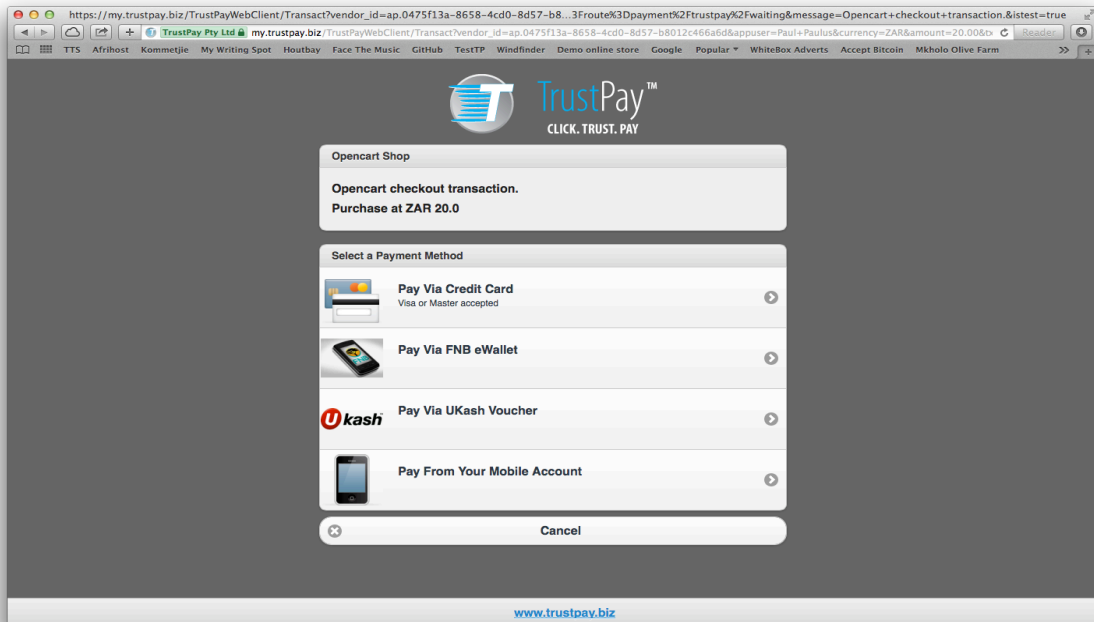 https://my.trustpay.biz/TrustPayWebClient/Transact?vendor_id=ap.0475f13a-8658-4cd0-8d57-b8...3Froute%3Dpayment%2Ftrustpay%2Fwaiting&message=Opencart+checkout+transaction.&istest=true
TrustPay Pty Ltd my.trustpay.biz/TrustPayWebClient/Transact?vendor_id=ap.0475f13a-8658-4cd0-8d57-b8012c466a6d&appuser=Paul+Paulus&currency=ZAR&amount=20.00&tx Reader
TTS Afrihost Kommetjie My Writing Spot Houtbay Face The Music GitHub TestTP Windfinder Demo online store Google Popular WhiteBox Adverts Accept Bitcoin Mkholo Olive Farm
T TrustPay™
CLICK. TRUST. PAY
Opencart Shop
Opencart checkout transaction.
Purchase at ZAR 20.0
Select a Payment Method
Pay Via Credit Card
Visa or Master accepted
Pay Via FNB eWallet
Ukash Pay Via UKash Voucher
Pay From Your Mobile Account
Cancel
www.trustpay.biz